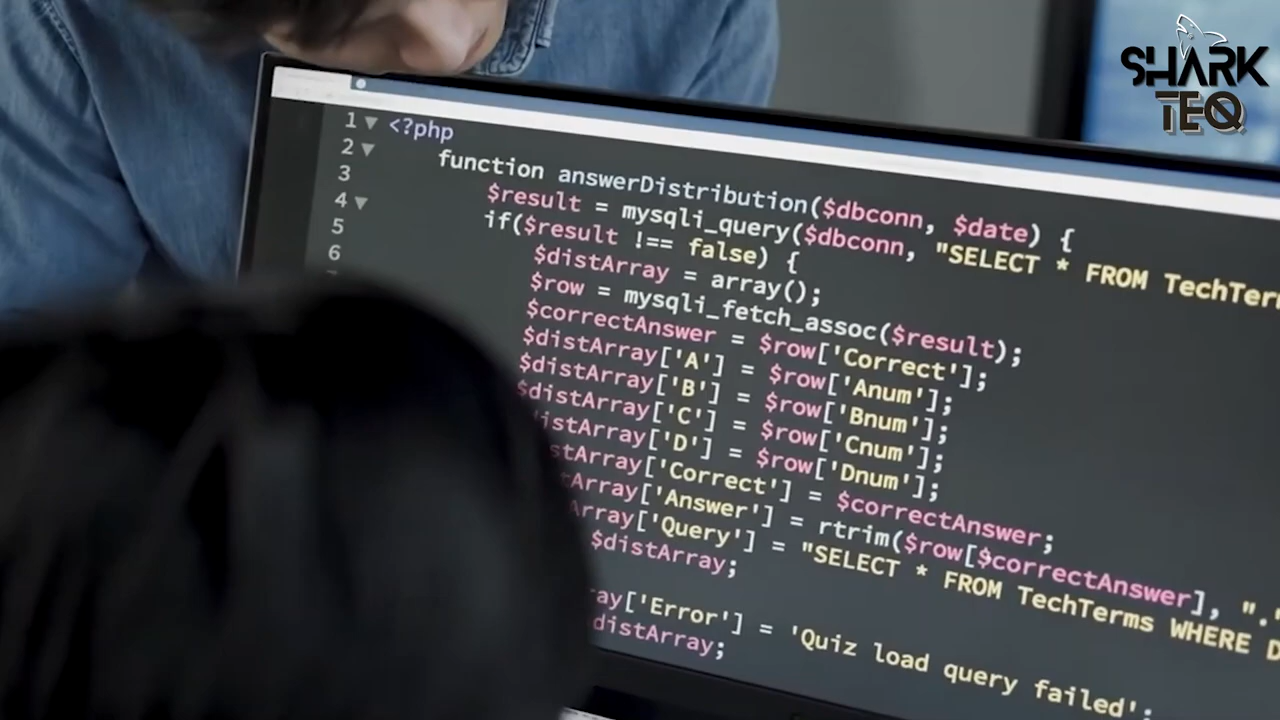 SHARK
TEQ
1 <?php
2 function answerDistribution($dbconn, $date) {
3 $result = mysqli_query($dbconn, "SELECT * FROM
4 if($result !== false) {
5 $distArray = array();
6 $row = mysqli_fetch_assoc($result);
$correctAnswer = $row['Correct'];
$distArray['A'] = $row['Anum'];
$distArray['B'] = $row['Bnum'];
$distArray['C'] = $row['Cnum'];
istArray['D'] = $row['Dnum'];
stArray['Correct'] = $correctAnswer;
Array['Answer'] = rtrim($row[$correctAnswer], "."
rray['Query'] = "SELECT * FROM TechTerms WHERE D
$distArray;
ay['Error'] = 'Quiz load query failed';
distArray;